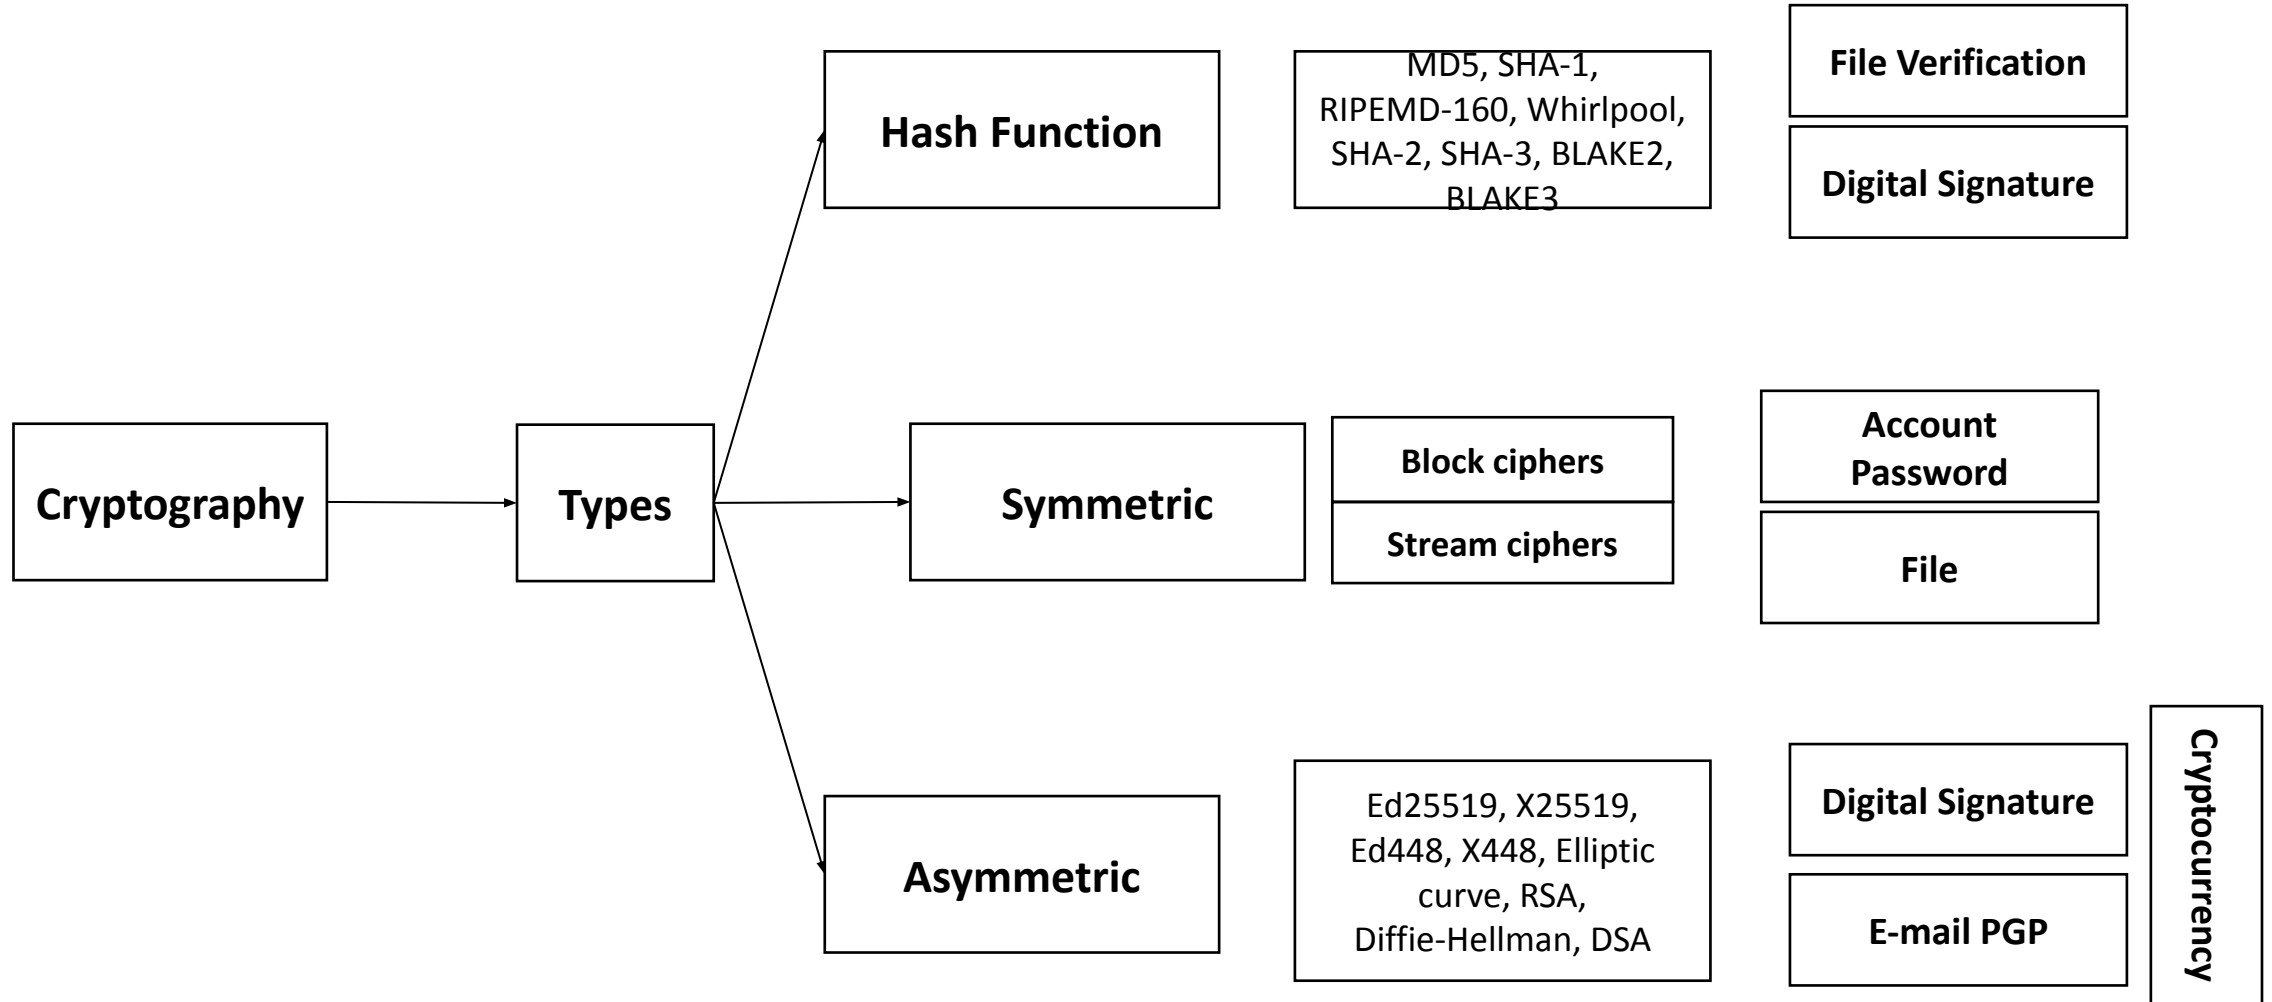 Cryptography
Types
Hash Function
MD5, SHA-1,
RIPEMD-160, Whirlpool,
SHA-2, SHA-3, BLAKE2,
BLAKE3
File Verification
Digital Signature
Symmetric
Block ciphers
Stream ciphers
Account
Password
File
Asymmetric
Ed25519, X25519,
Ed448, X448, Elliptic
curve, RSA,
Diffie-Hellman, DSA
Digital Signature
E-mail PGP
Cryptocurrency